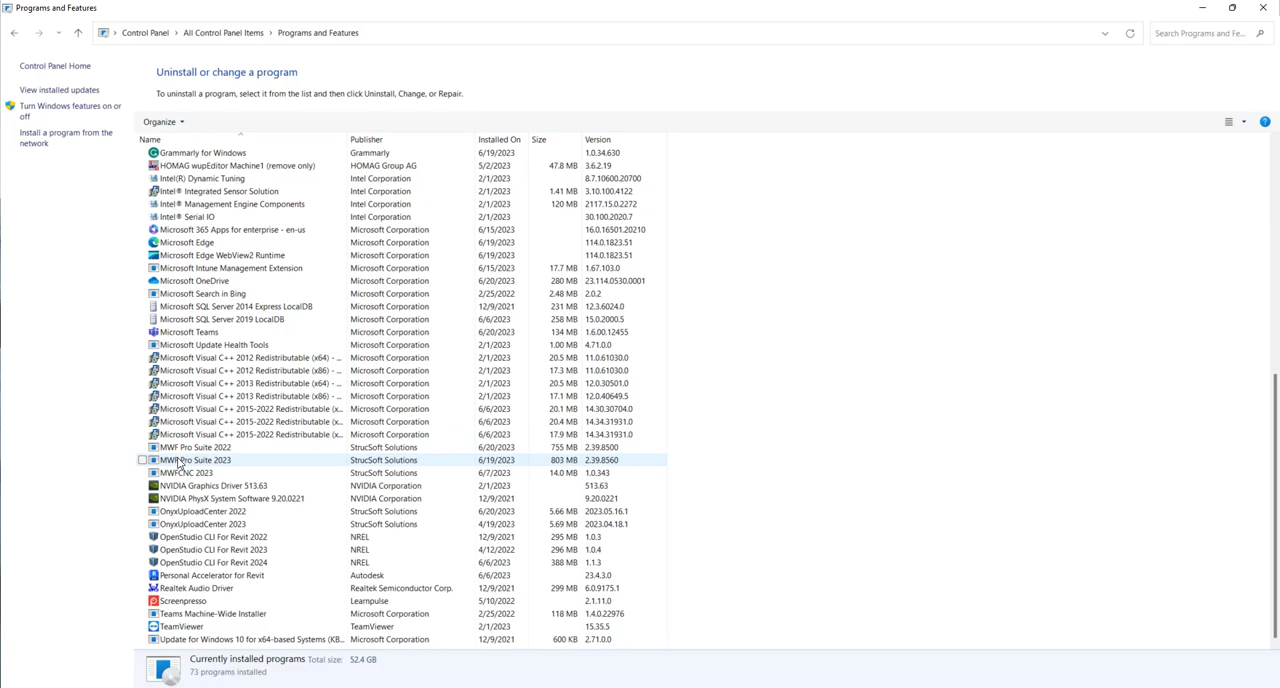 Programs and Features
Control Panel > All Control Panel Items > Programs and Features
Search Programs and Fe...
Control Panel Home
View installed updates
Turn Windows features on or
off
Install a program from the
network
Uninstall or change a program
To uninstall a program, select it from the list and then click Uninstall, Change, or Repair.
Organize
Name Publisher Installed On Size Version
Grammarly for Windows Grammarly 6/19/2023 1.0.34.630
HOMAG wupEditor Machine1 (remove only) HOMAG Group AG 5/2/2023 47.8 MB 3.6.2.19
Intel(R) Dynamic Tuning Intel Corporation 2/1/2023 8.7.10600.20700
Intel® Integrated Sensor Solution Intel Corporation 2/1/2023 1.41 MB 3.10.100.4122
Intel® Management Engine Components Intel Corporation 2/1/2023 120 MB 2117.15.0.2272
Intel® Serial IO Intel Corporation 2/1/2023 30.100.2020.7
Microsoft 365 Apps for enterprise - en-us Microsoft Corporation 6/15/2023 16.0.16501.20210
Microsoft Edge Microsoft Corporation 6/19/2023 114.0.1823.51
Microsoft Edge WebView2 Runtime Microsoft Corporation 6/19/2023 114.0.1823.51
Microsoft Intune Management Extension Microsoft Corporation 6/15/2023 17.7 MB 1.67.103.0
Microsoft OneDrive Microsoft Corporation 6/20/2023 280 MB 23.114.0530.0001
Microsoft Search in Bing Microsoft Corporation 2/25/2022 2.48 MB 2.0.2
Microsoft SQL Server 2014 Express LocalDB Microsoft Corporation 12/9/2021 231 MB 12.3.6024.0
Microsoft SQL Server 2019 LocalDB Microsoft Corporation 6/6/2023 258 MB 15.0.2000.5
Microsoft Teams Microsoft Corporation 6/20/2023 134 MB 1.6.00.12455
Microsoft Update Health Tools Microsoft Corporation 2/1/2023 1.00 MB 4.71.0.0
Microsoft Visual C++ 2012 Redistributable (x64) - ... Microsoft Corporation 2/1/2023 20.5 MB 11.0.61030.0
Microsoft Visual C++ 2012 Redistributable (x86) - ... Microsoft Corporation 2/1/2023 17.3 MB 11.0.61030.0
Microsoft Visual C++ 2013 Redistributable (x64) - ... Microsoft Corporation 2/1/2023 20.5 MB 12.0.30501.0
Microsoft Visual C++ 2013 Redistributable (x86) - ... Microsoft Corporation 2/1/2023 17.1 MB 12.0.40649.5
Microsoft Visual C++ 2015-2022 Redistributable (x... Microsoft Corporation 6/6/2023 20.1 MB 14.30.30704.0
Microsoft Visual C++ 2015-2022 Redistributable (x... Microsoft Corporation 6/6/2023 20.4 MB 14.34.31931.0
Microsoft Visual C++ 2015-2022 Redistributable (x... Microsoft Corporation 6/6/2023 17.9 MB 14.34.31931.0
MWF Pro Suite 2022 StrucSoft Solutions 6/20/2023 755 MB 2.39.8500
MWF Pro Suite 2023 StrucSoft Solutions 6/19/2023 803 MB 2.39.8560
MWFCNC 2023 StrucSoft Solutions 6/7/2023 14.0 MB 1.0.343
NVIDIA Graphics Driver 513.63 NVIDIA Corporation 2/1/2023 513.63
NVIDIA PhysX System Software 9.20.0221 NVIDIA Corporation 12/9/2021 9.20.0221
OnyxUploadCenter 2022 StrucSoft Solutions 6/20/2023 5.66 MB 2023.05.16.1
OnyxUploadCenter 2023 StrucSoft Solutions 4/19/2023 5.69 MB 2023.04.18.1
OpenStudio CLI For Revit 2022 NREL 12/9/2021 295 MB 1.0.3
OpenStudio CLI For Revit 2023 NREL 4/12/2022 296 MB 1.0.4
OpenStudio CLI For Revit 2024 NREL 6/6/2023 388 MB 1.1.3
Personal Accelerator for Revit Autodesk 6/6/2023 23.4.3.0
Realtek Audio Driver Realtek Semiconductor Corp. 12/9/2021 299 MB 6.0.9175.1
Screenpresso Learnpulse 5/10/2022 2.1.11.0
Teams Machine-Wide Installer Microsoft Corporation 2/25/2022 118 MB 1.4.0.22976
TeamViewer TeamViewer 2/1/2023 15.35.5
Update for Windows 10 for x64-based Systems (KB... Microsoft Corporation 12/9/2021 600 KB 2.71.0.0
Currently installed programs Total size: 52.4 GB
73 programs installed